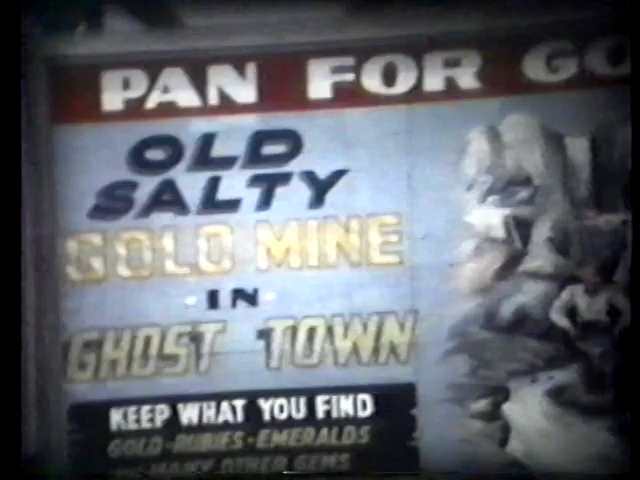 PAN FOR GO
OLD
SALTY
GOLD MINE
IN
GHOST TOWN
KEEP WHAT YOU FIND
GOLD-RUBIES-EMERALDS
MANY OTHER GEMS